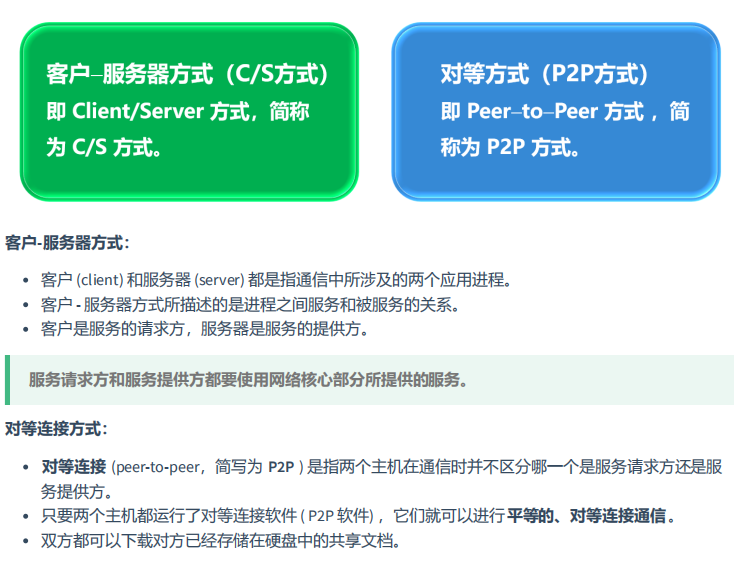 客户–服务器方式（C/S方式）
即 Client/Server 方式，简称
为 C/S 方式。
对等方式（P2P方式）
即 Peer–to–Peer 方式 ，简
称为 P2P 方式。
客户-服务器方式：
• 客户 (client) 和服务器 (server) 都是指通信中所涉及的两个应用进程。
• 客户 - 服务器方式所描述的是进程之间服务和被服务的关系。
• 客户是服务的请求方，服务器是服务的提供方。
服务请求方和服务提供方都要使用网络核心部分所提供的服务。
对等连接方式：
• 对等连接 (peer-to-peer，简写为 P2P ) 是指两个主机在通信时并不区分哪一个是服务请求方还是服
务提供方。
• 只要两个主机都运行了对等连接软件 ( P2P 软件) ，它们就可以进行平等的、对等连接通信。
• 双方都可以下载对方已经存储在硬盘中的共享文档。